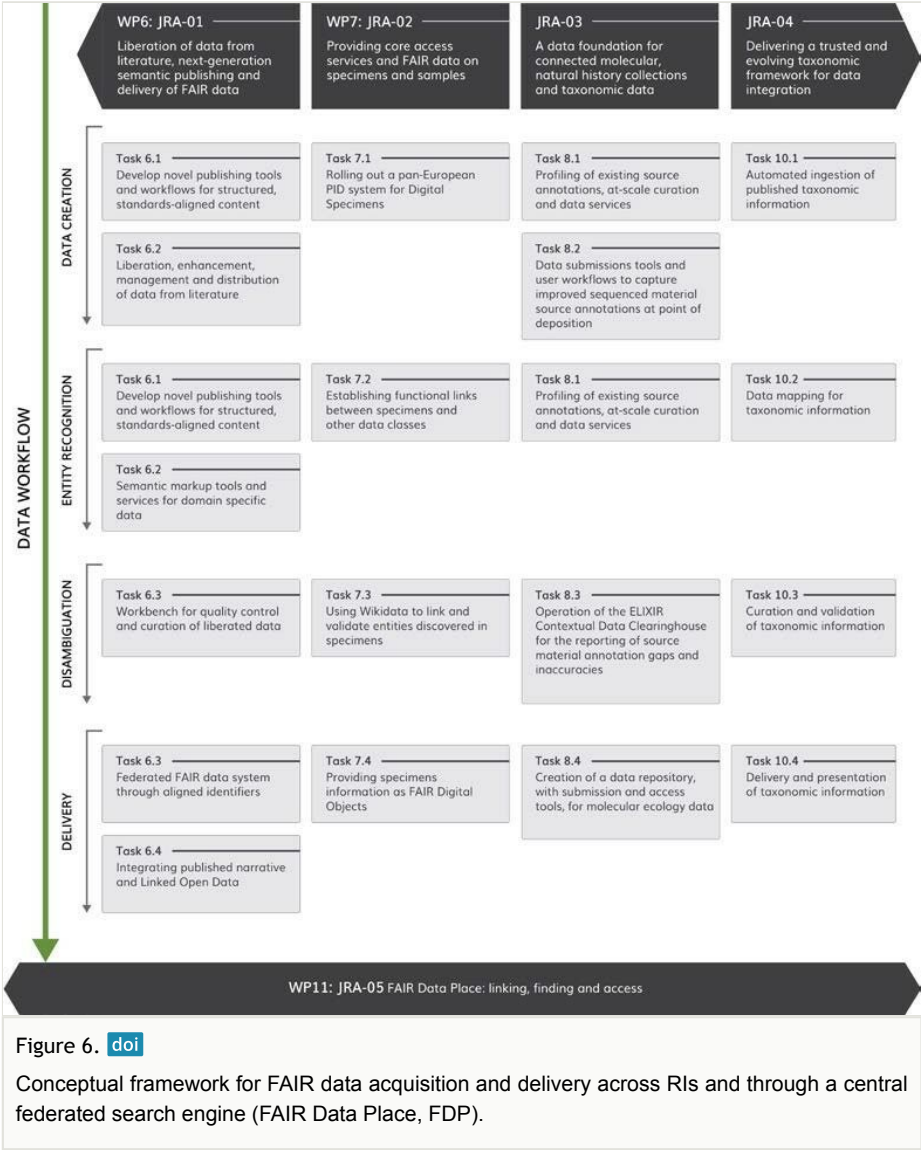 WP6: JRA-01
Liberation of data from
literature, next-generation
semantic publishing and
delivery of FAIR data
WP7: JRA-02
Providing core access
services and FAIR data on
specimens and samples
JRA-03
A data foundation for
connected molecular,
natural history collections
and taxonomic data
JRA-04
Delivering a trusted and
evolving taxonomic
framework for data
integration
DATA WORKFLOW
DATA CREATION
Task 6.1
Develop novel publishing tools
and workflows for structured,
standards-aligned content
Task 7.1
Rolling out a pan-European
PID system for Digital
Specimens
Task 8.1
Profiling of existing source
annotations, at-scale curation
and data services
Task 10.1
Automated ingestion of
published taxonomic
information
Task 6.2
Liberation, enhancement,
management and distribution
of data from literature
Task 8.2
Data submissions tools and
user workflows to capture
improved sequenced material
source annotations at point of
deposition
ENTITY RECOGNITION
Task 6.1
Develop novel publishing tools
and workflows for structured,
standards-aligned content
Task 7.2
Establishing functional links
between specimens and
other data classes
Task 8.1
Profiling of existing source
annotations, at-scale curation
and data services
Task 10.2
Data mapping for
taxonomic information
Task 6.2
Semantic markup tools and
services for domain specific
data
DISAMBIGUATION
Task 6.3
Workbench for quality control
and curation of liberated data
Task 7.3
Using Wikidata to link and
validate entities discovered in
specimens
Task 8.3
Operation of the ELIXIR
Contextual Data Clearinghouse
for the reporting of source
material annotation gaps and
inaccuracies
Task 10.3
Curation and validation
of taxonomic information
DELIVERY
Task 6.3
Federated FAIR data system
through aligned identifiers
Task 7.4
Providing specimens
information as FAIR Digital
Objects
Task 8.4
Creation of a data repository,
with submission and access
tools, for molecular ecology data
Task 10.4
Delivery and presentation
of taxonomic information
Task 6.4
Integrating published narrative
and Linked Open Data
WP11: JRA-05 FAIR Data Place: linking, finding and access
Figure 6. doi
Conceptual framework for FAIR data acquisition and delivery across RIs and through a central
federated search engine (FAIR Data Place, FDP).